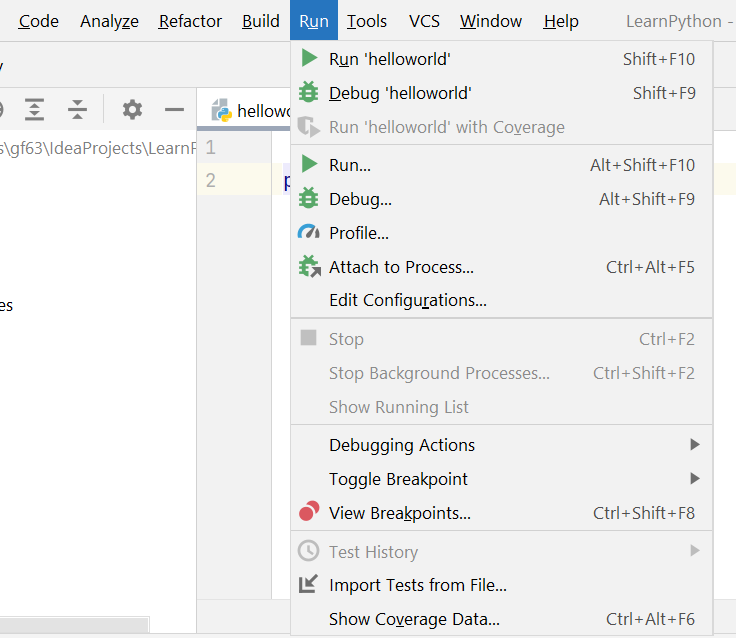 Code Analyze Refactor Build Run Tools VCS Window Help LearnPython -
Run 'helloworld' Shift+F10
Debug 'helloworld' Shift+F9
hellow
Run 'helloworld' with Coverage
s\gf63\IdeaProjects\LearnP
1
Run... Alt+Shift+F10
2
p
Debug... Alt+Shift+F9
Profile...
Attach to Process... Ctrl+Alt+F5
Edit Configurations...
es
Stop Ctrl+F2
Stop Background Processes... Ctrl+Shift+F2
Show Running List
Debugging Actions
Toggle Breakpoint
View Breakpoints... Ctrl+Shift+F8
Test History
Import Tests from File...
Show Coverage Data... Ctrl+Alt+F6